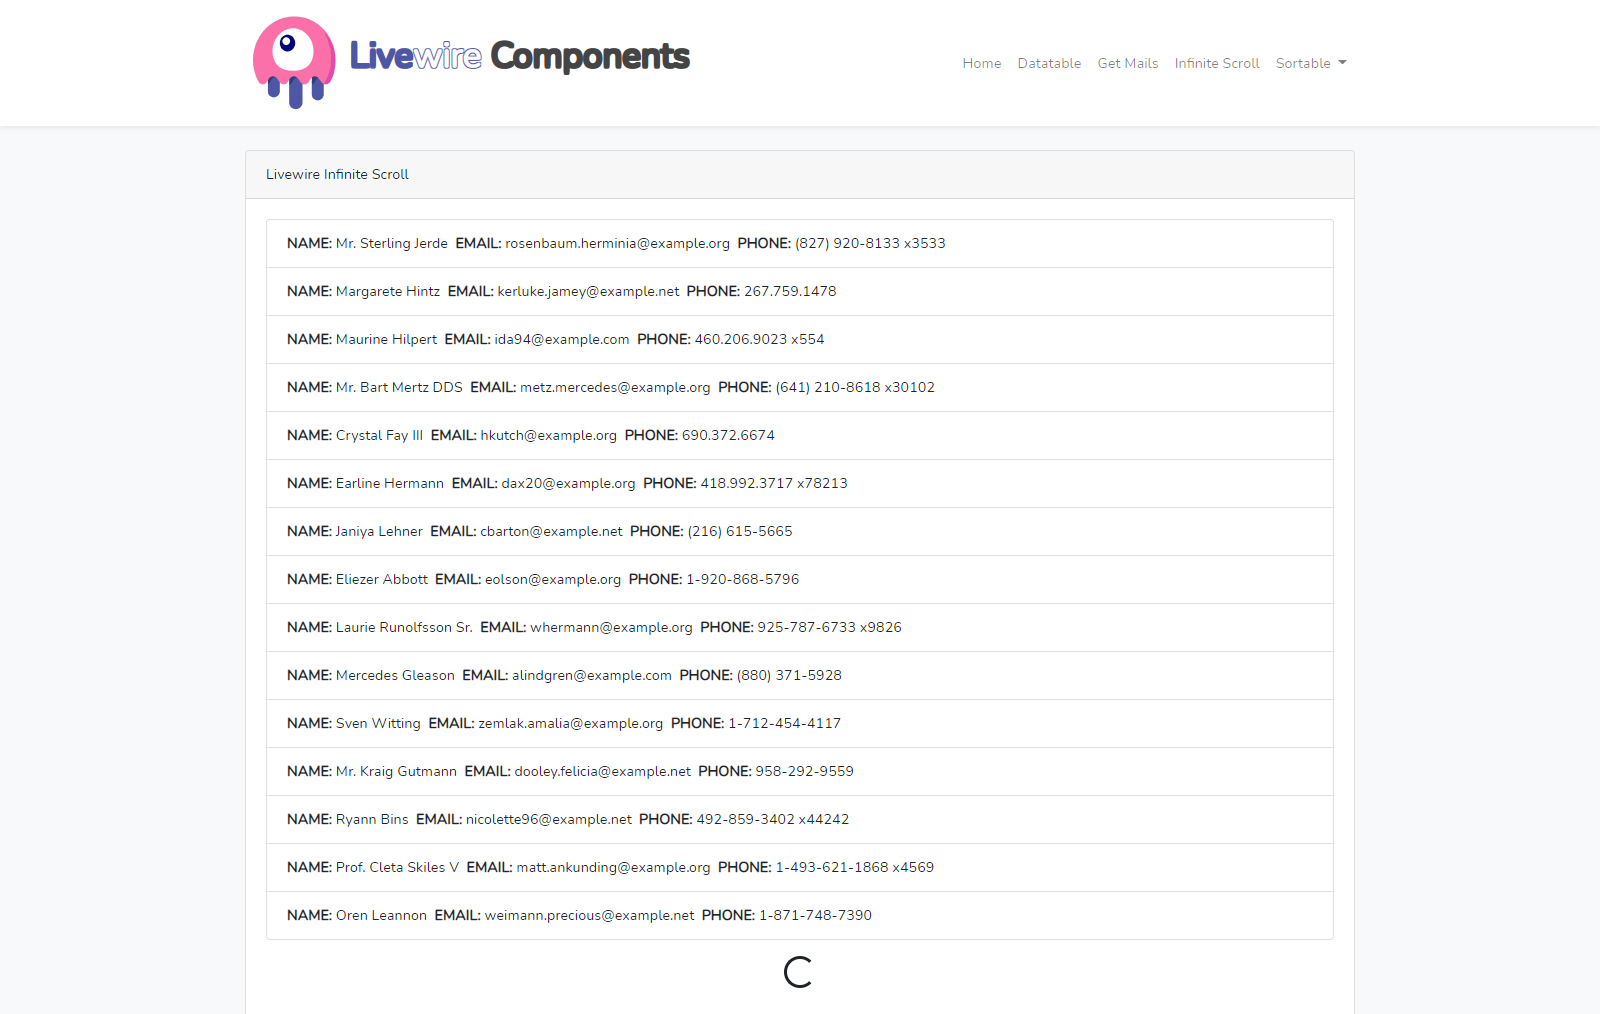 Livewire Components
Home Datatable Get Mails Infinite Scroll Sortable
Livewire Infinite Scroll
NAME: Mr. Sterling Jerde EMAIL: rosenbaum.herminia@example.org PHONE: (827) 920-8133 x3533
NAME: Margarete Hintz EMAIL: kerluke.jamey@example.net PHONE: 267.759.1478
NAME: Maurine Hilpert EMAIL: ida94@example.com PHONE: 460.206.9023 x554
NAME: Mr. Bart Mertz DDS EMAIL: metz.mercedes@example.org PHONE: (641) 210-8618 x30102
NAME: Crystal Fay III EMAIL: hkutch@example.org PHONE: 690.372.6674
NAME: Earline Hermann EMAIL: dax20@example.org PHONE: 418.992.3717 x78213
NAME: Janiya Lehner EMAIL: cbarton@example.net PHONE: (216) 615-5665
NAME: Eliezer Abbott EMAIL: eolson@example.org PHONE: 1-920-868-5796
NAME: Laurie Runolfsson Sr. EMAIL: whermann@example.org PHONE: 925-787-6733 x9826
NAME: Mercedes Gleason EMAIL: alindgren@example.com PHONE: (880) 371-5928
NAME: Sven Witting EMAIL: zemlak.amalia@example.org PHONE: 1-712-454-4117
NAME: Mr. Kraig Gutmann EMAIL: dooley.felicia@example.net PHONE: 958-292-9559
NAME: Ryann Bins EMAIL: nicolette96@example.net PHONE: 492-859-3402 x44242
NAME: Prof. Cleta Skiles V EMAIL: matt.ankunding@example.org PHONE: 1-493-621-1868 x4569
NAME: Oren Leannon EMAIL: weimann.precious@example.net PHONE: 1-871-748-7390